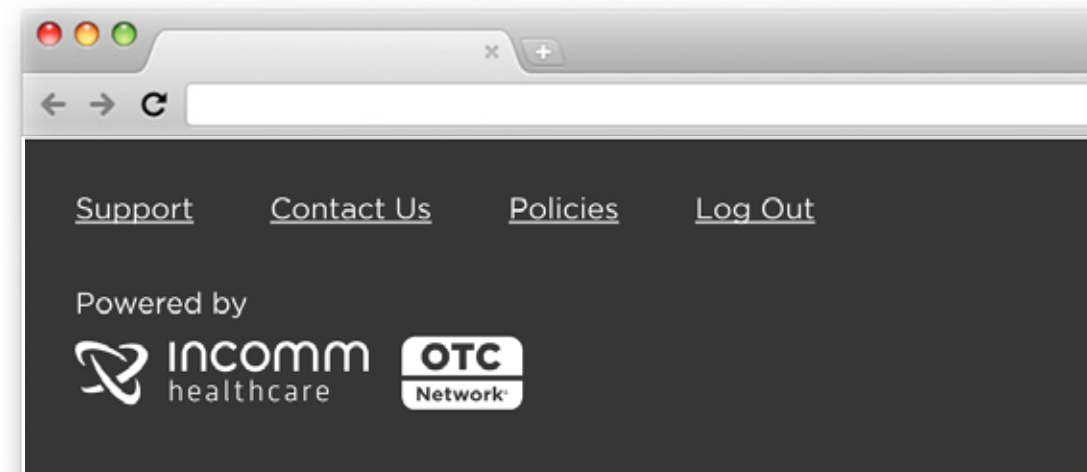 Support Contact Us Policies Log Out
Powered by
incomm OTC
healthcare Network®